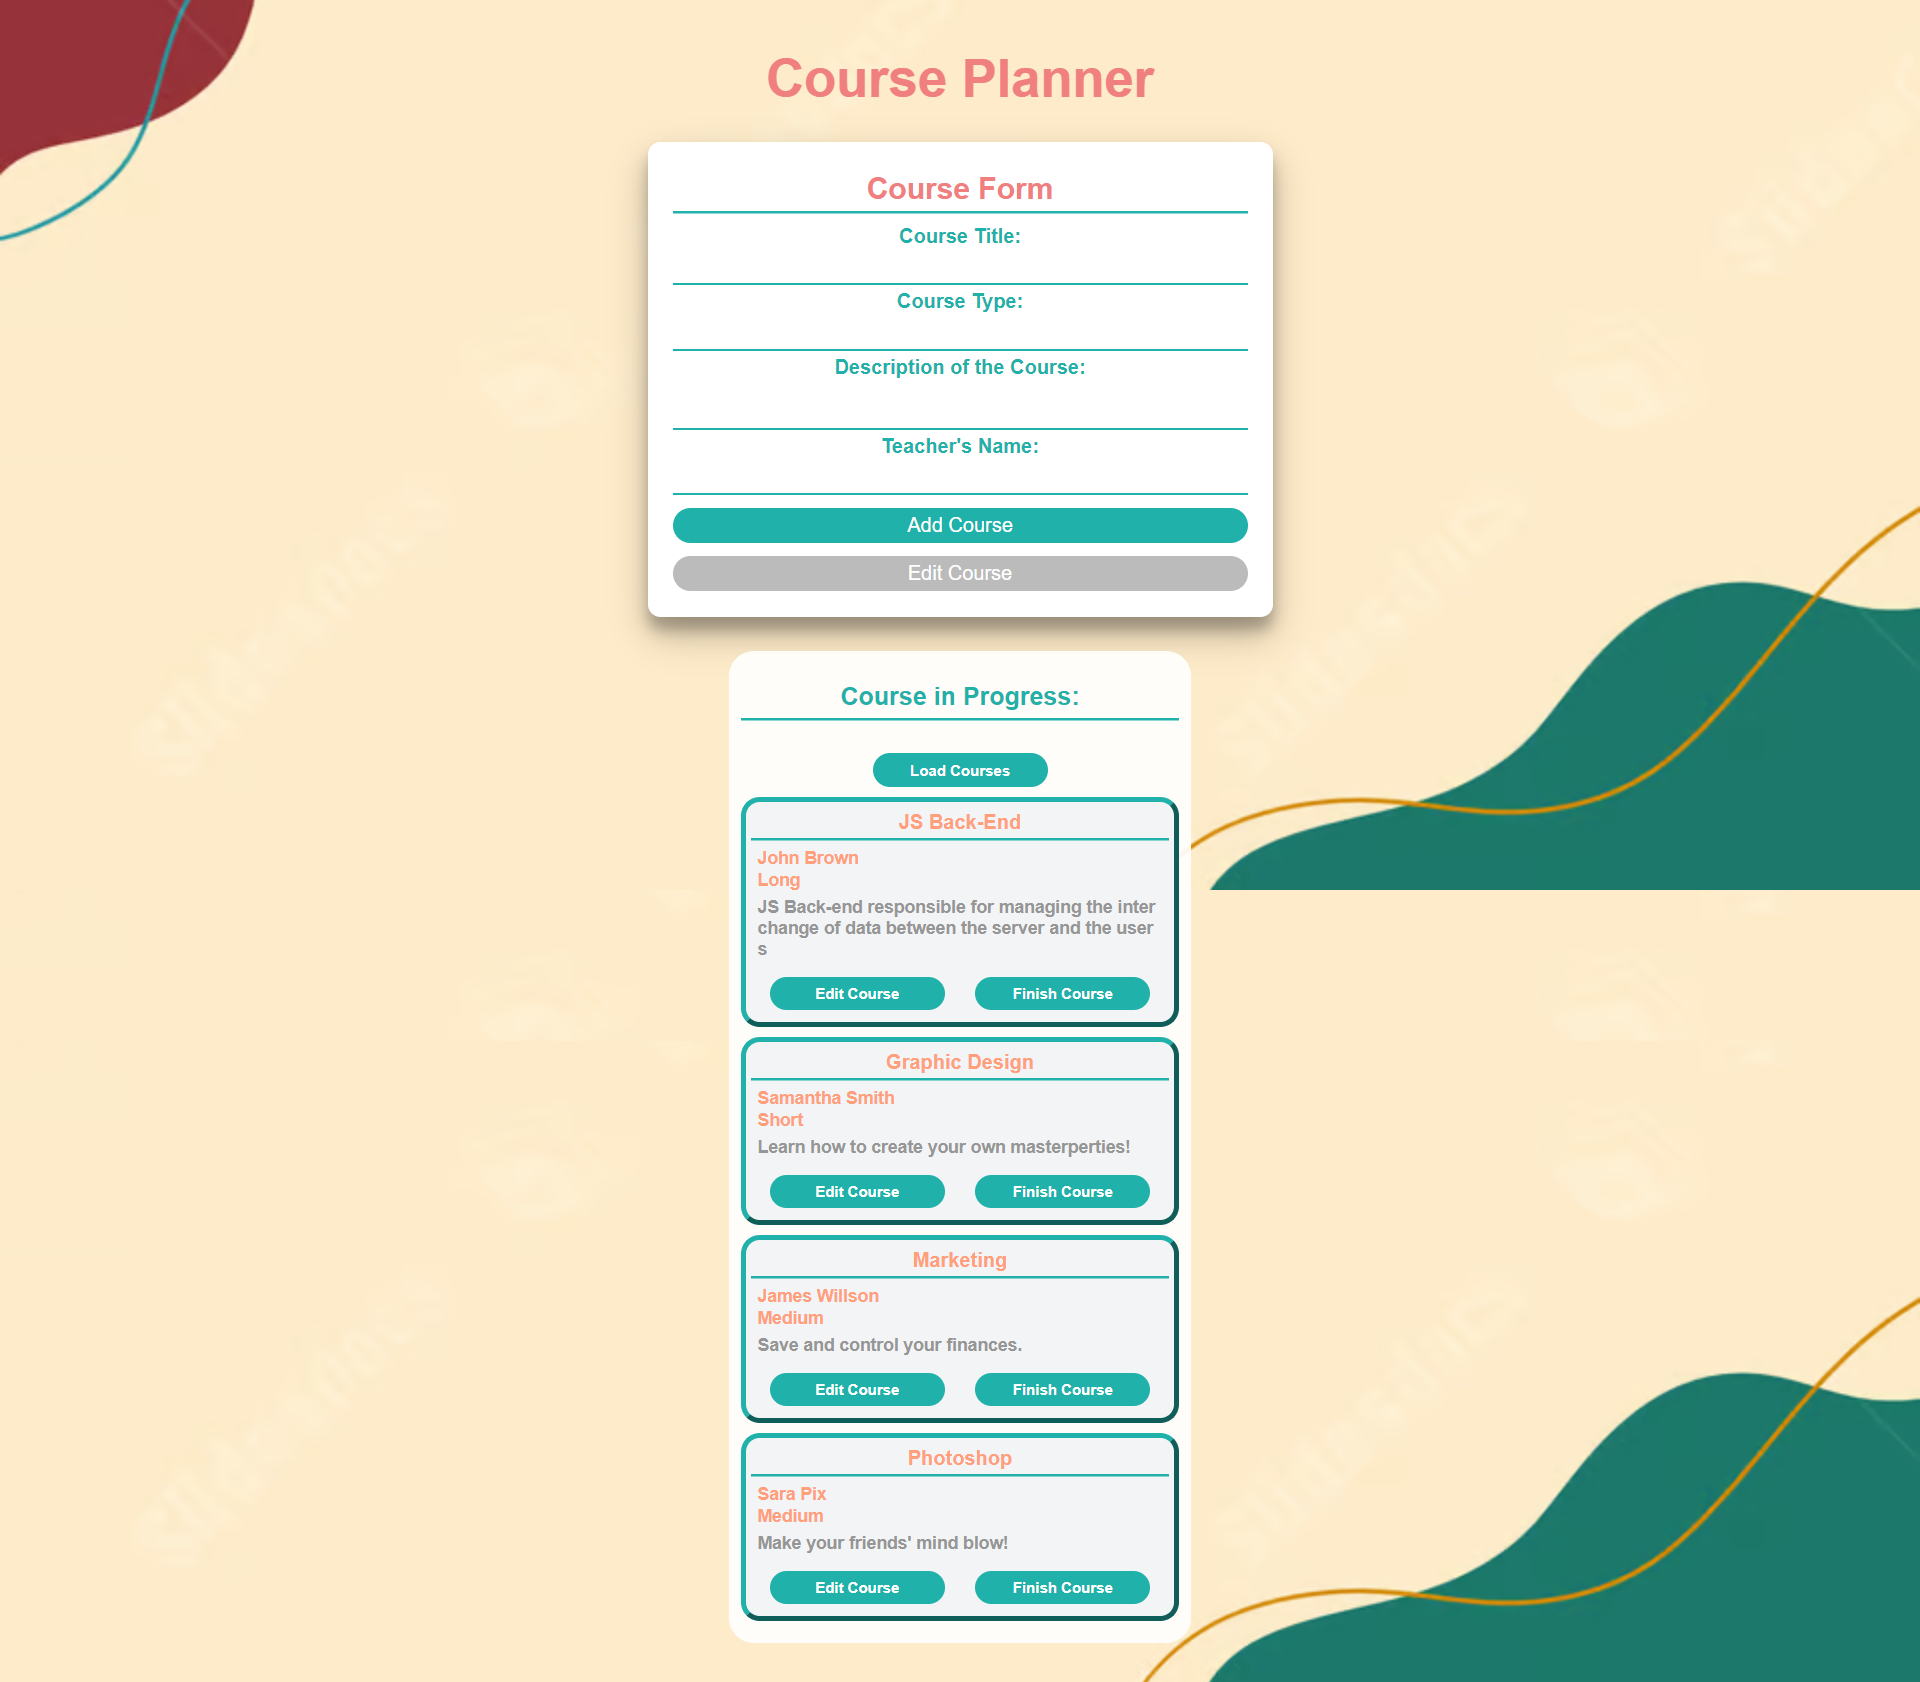 Course Planner
Course Form
Course Title:
Course Type:
Description of the Course:
Teacher's Name:
Add Course
Edit Course
Course in Progress:
Load Courses
JS Back-End
John Brown
Long
JS Back-end responsible for managing the inter
change of data between the server and the user
s
Edit Course Finish Course
Graphic Design
Samantha Smith
Short
Learn how to create your own masterperties!
Edit Course Finish Course
Marketing
James Willson
Medium
Save and control your finances.
Edit Course Finish Course
Photoshop
Sara Pix
Medium
Make your friends' mind blow!
Edit Course Finish Course